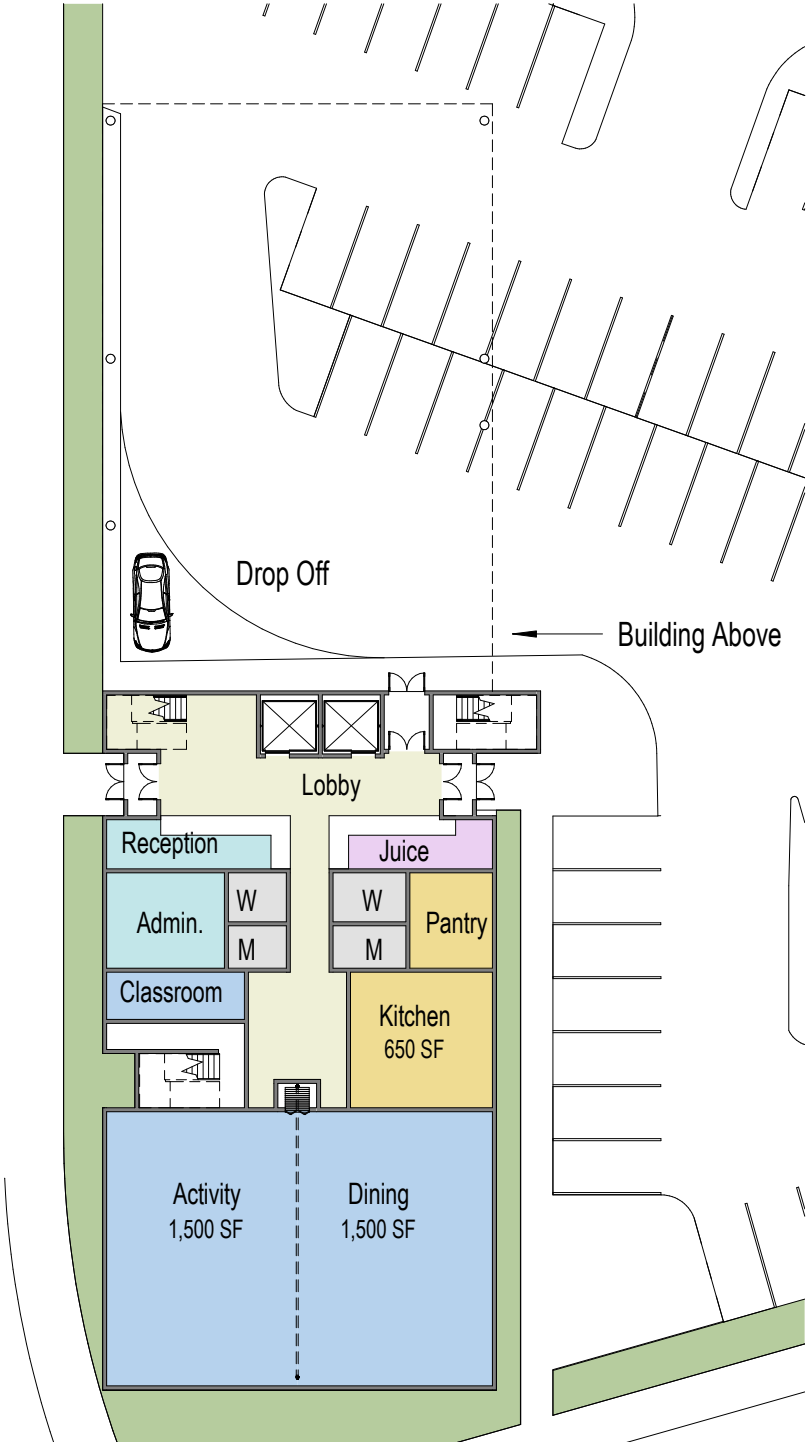 Drop Off
Building Above
Lobby
Reception
Juice
Admin.
W
W
Pantry
M
M
Classroom
Kitchen
650 SF
Activity
1,500 SF
Dining
1,500 SF